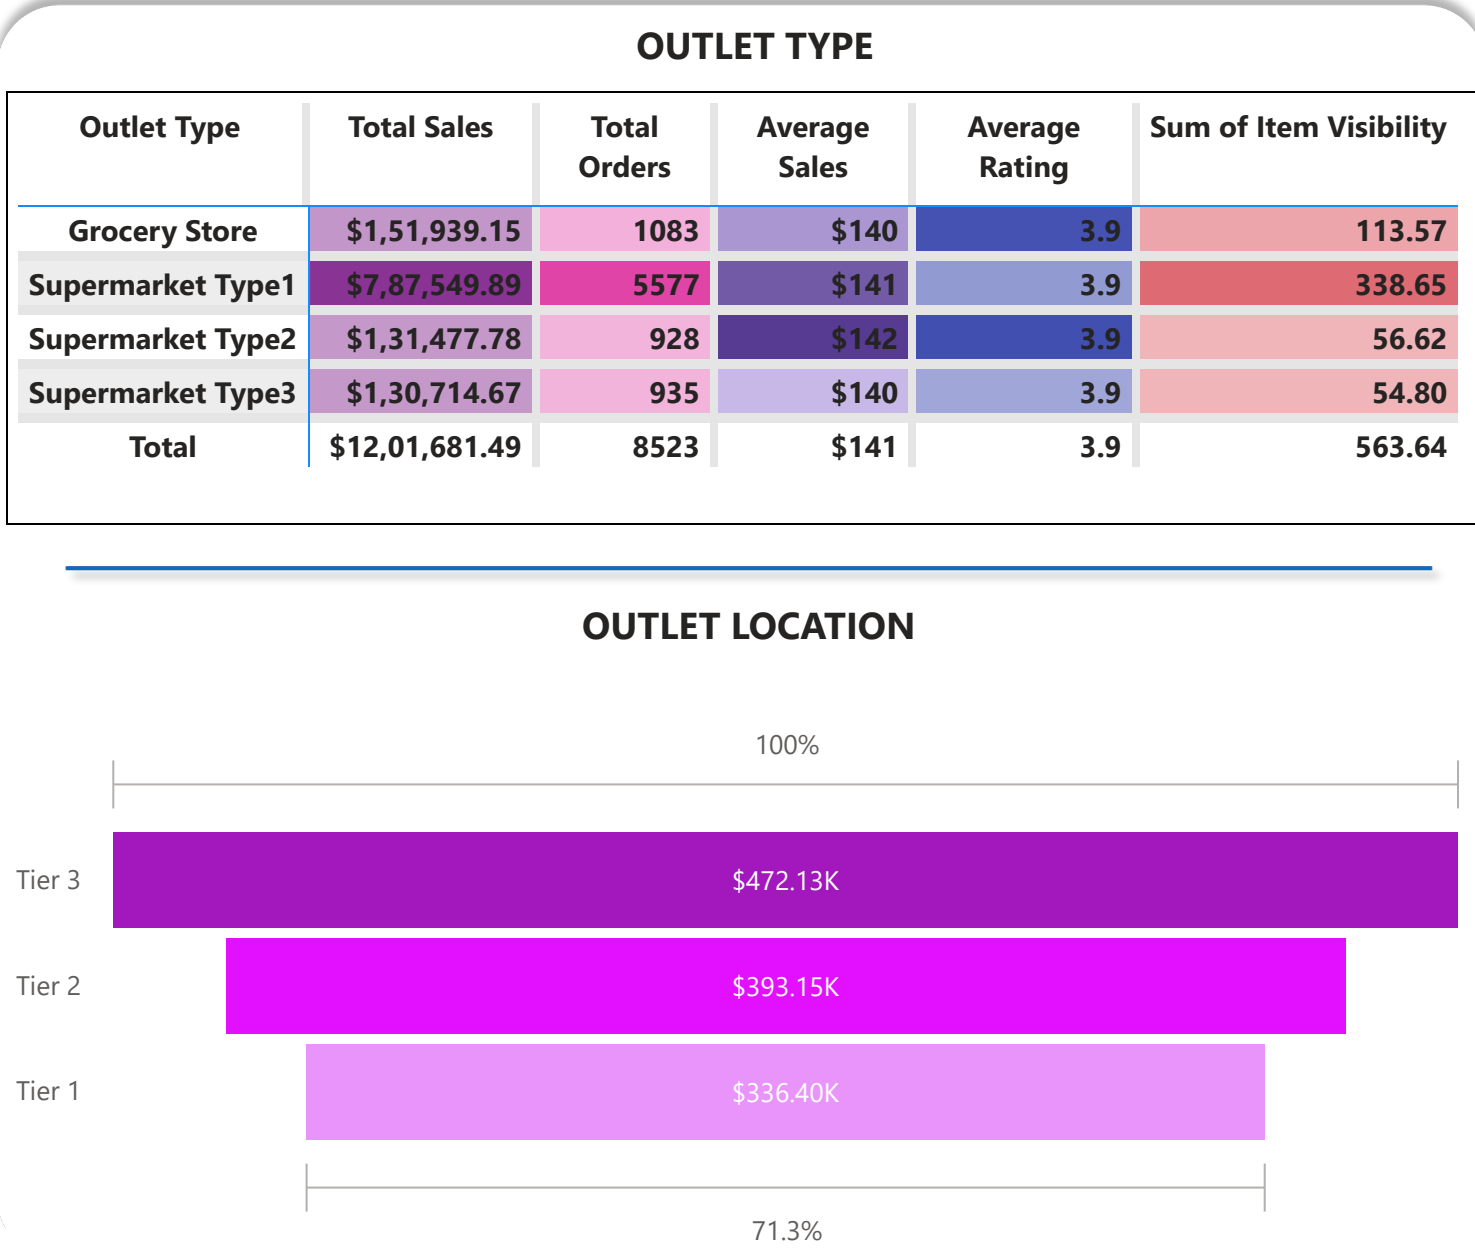 OUTLET TYPE
Outlet Type Total Sales Total Orders Average Sales Average Rating Sum of Item Visibility
Grocery Store $1,51,939.15 1083 $140 3.9 113.57
Supermarket Type1 $7,87,549.89 5577 $141 3.9 338.65
Supermarket Type2 $1,31,477.78 928 $142 3.9 56.62
Supermarket Type3 $1,30,714.67 935 $140 3.9 54.80
Total $12,01,681.49 8523 $141 3.9 563.64
OUTLET LOCATION
100%
Tier 3 $472.13K
Tier 2 $393.15K
Tier 1 $336.40K
71.3%